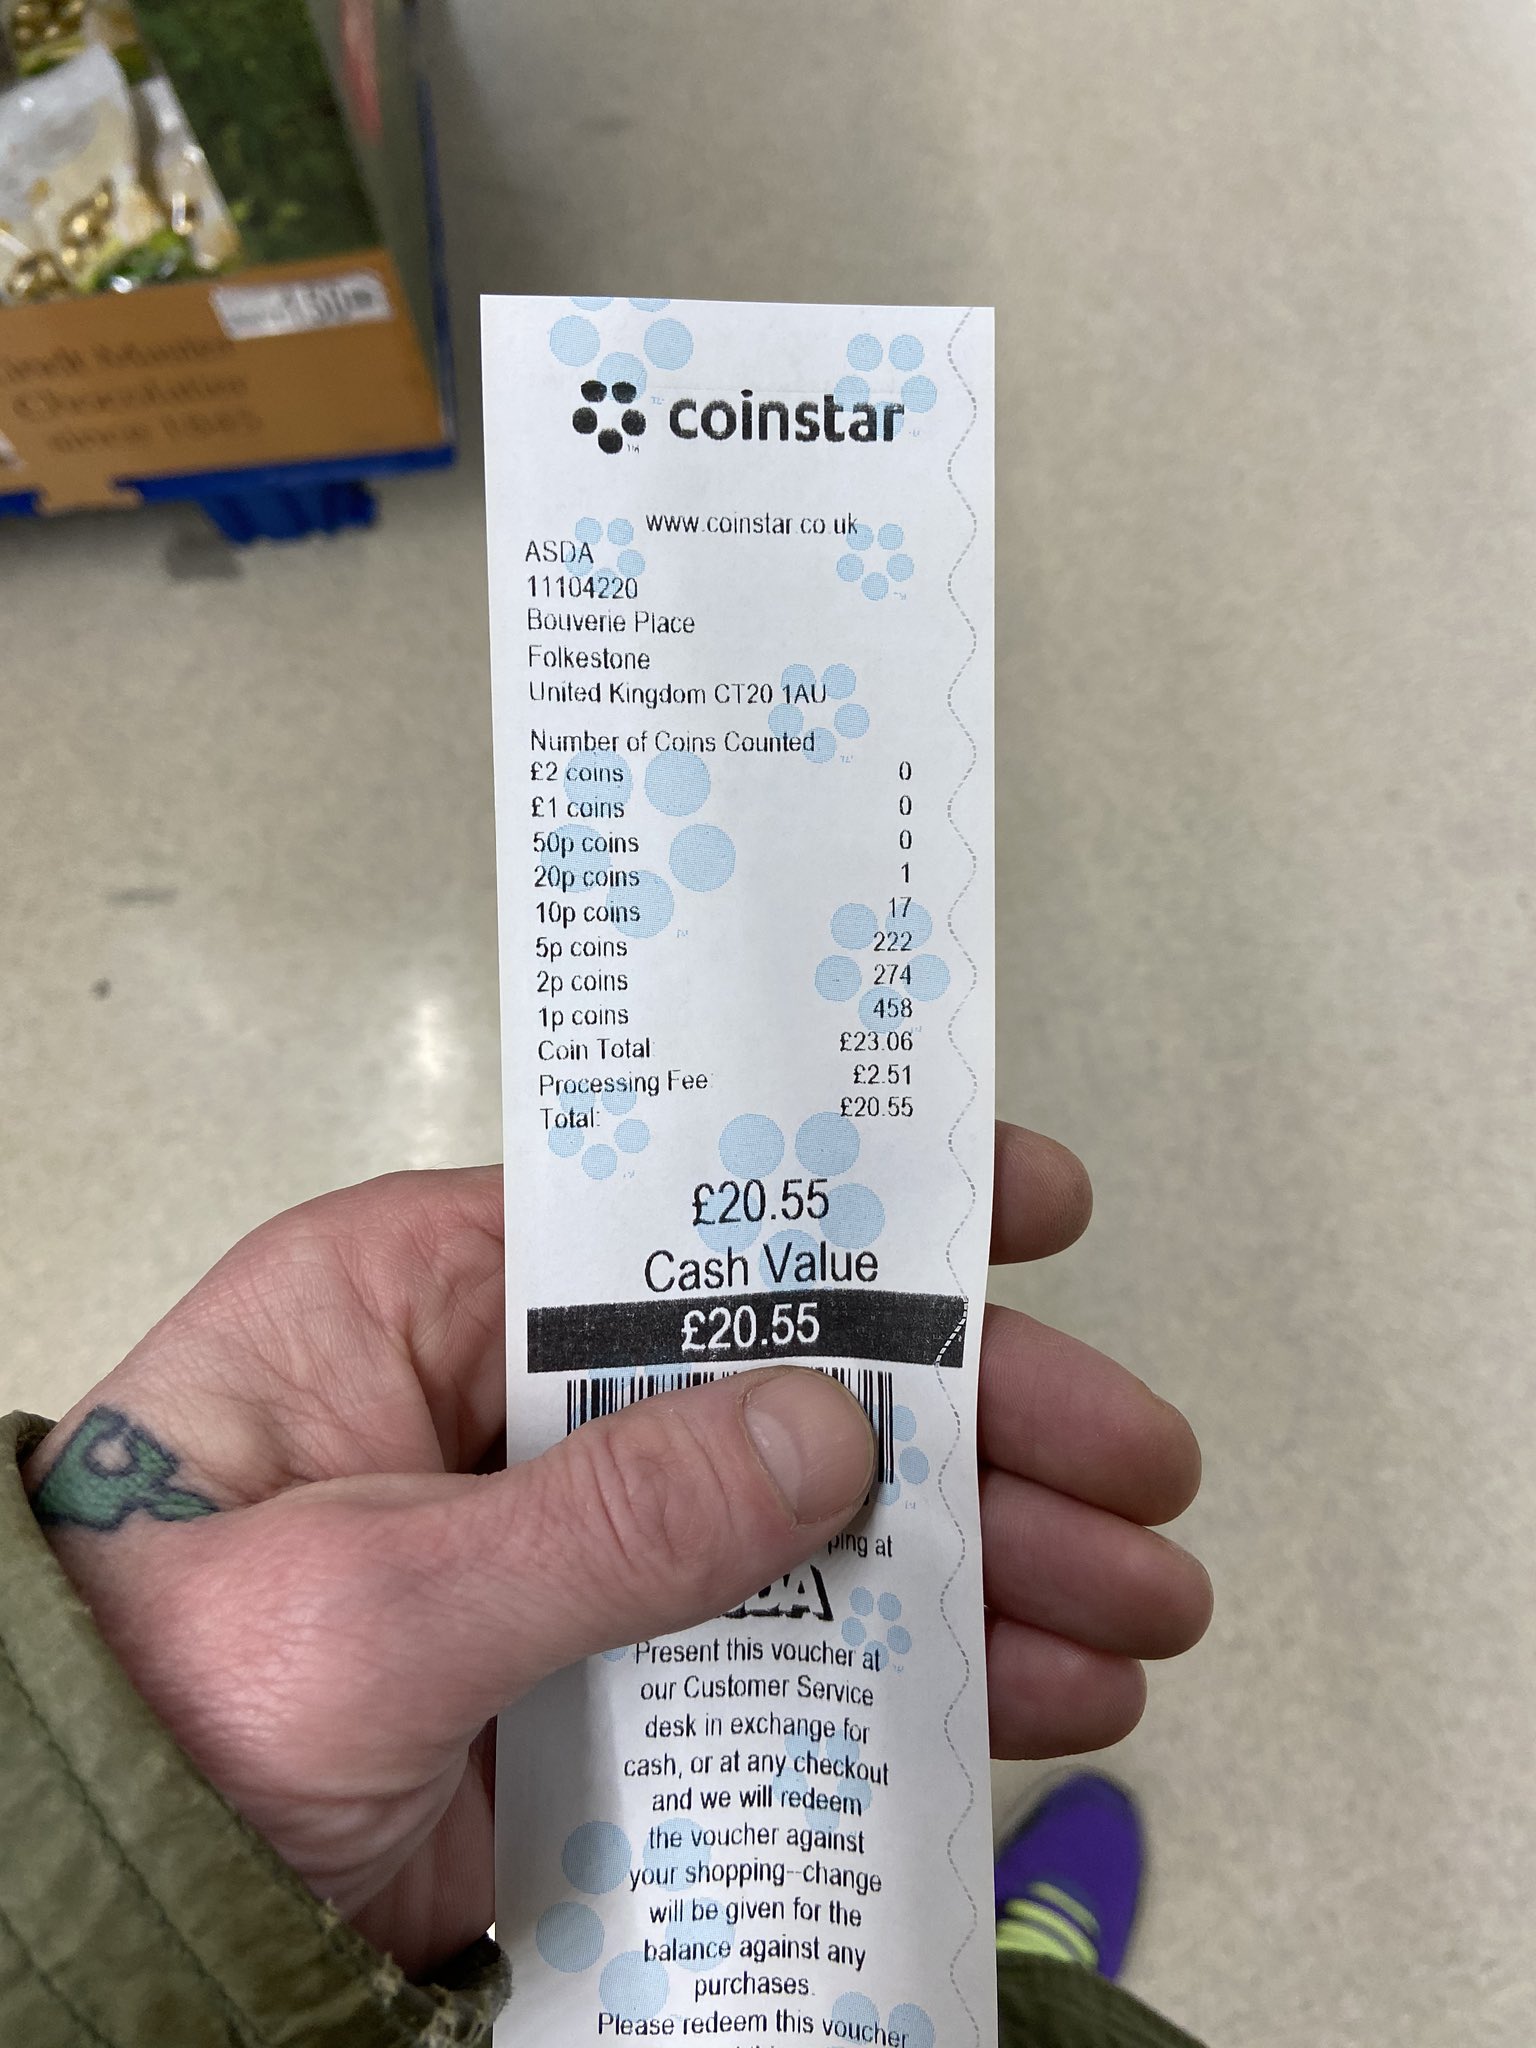 coinstar
www.coinstar.co.uk
ASDA
11104220
Bouverie Place
Folkestone
United Kingdom CT20 1AU
Number of Coins Counted
£2 coins 0
£1 coins 0
50p coins 0
20p coins 1
10p coins 17
5p coins 222
2p coins 274
1p coins 458
Coin Total: £23.06
Processing Fee: £2.51
Total: £20.55
£20.55
Cash Value
£20.55
at
Present this voucher at
our Customer Service
desk in exchange for
cash, or at any checkout
and we will redeem
the voucher against
your shopping--change
will be given for the
balance against any
purchases.
Please redeem this voucher